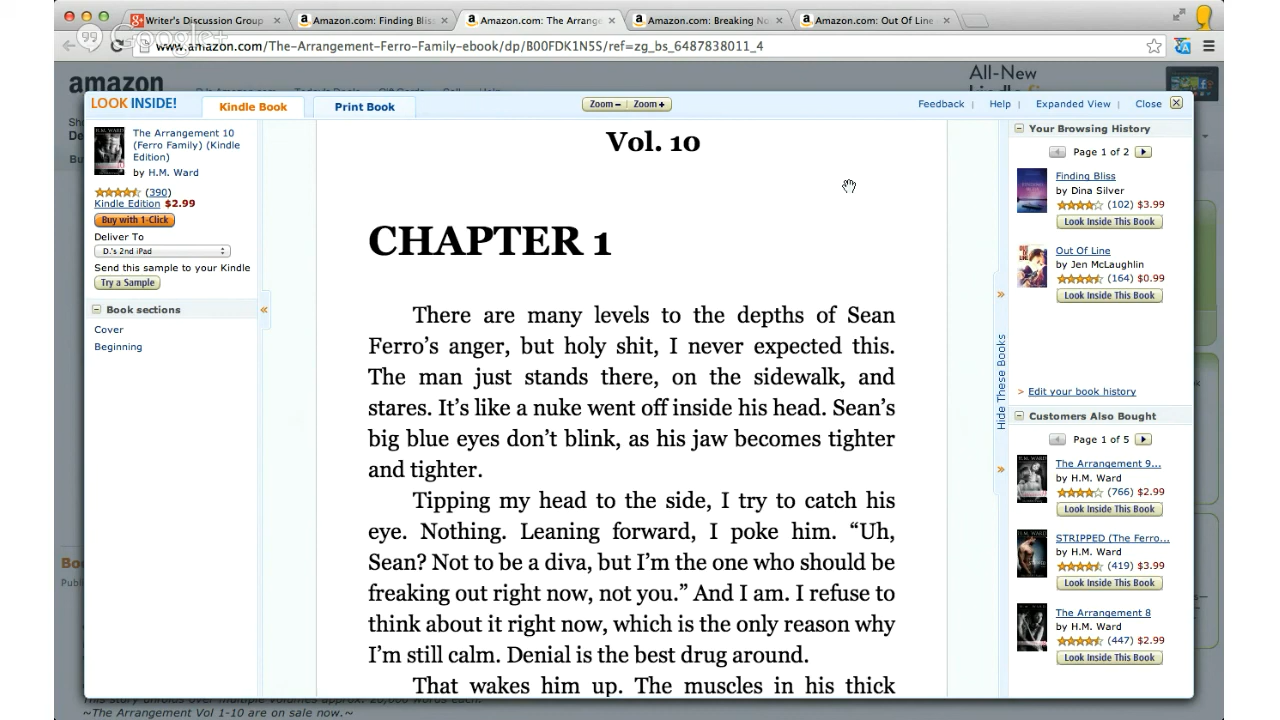 Writer's Discussion Group
Amazon.com: Finding Bliss
Amazon.com: The Arrange
Amazon.com: Breaking No
Amazon.com: Out Of Line
Google+
www.amazon.com/The-Arrangement-Ferro-Family-ebook/dp/B00FDK1N5S/ref=zg_bs_6487838011_4
amazon
All-New
LOOK INSIDE!
Kindle Book
Print Book
Zoom –
Zoom +
Feedback
Help
Expanded View
Close
The Arrangement 10
(Ferro Family) (Kindle
Edition)
by H.M. Ward
(390)
Kindle Edition $2.99
Buy with 1-Click
Deliver To
D.'s 2nd iPad
Send this sample to your Kindle
Try a Sample
Book sections
Cover
Beginning
Vol. 10
CHAPTER 1
There are many levels to the depths of Sean
Ferro’s anger, but holy shit, I never expected this.
The man just stands there, on the sidewalk, and
stares. It’s like a nuke went off inside his head. Sean’s
big blue eyes don’t blink, as his jaw becomes tighter
and tighter.
Tipping my head to the side, I try to catch his
eye. Nothing. Leaning forward, I poke him. “Uh,
Sean? Not to be a diva, but I’m the one who should be
freaking out right now, not you.” And I am. I refuse to
think about it right now, which is the only reason why
I’m still calm. Denial is the best drug around.
That wakes him up. The muscles in his thick
Hide These Books
Your Browsing History
Page 1 of 2
Finding Bliss
by Dina Silver
(102) $3.99
Look Inside This Book
Out Of Line
by Jen McLaughlin
(164) $0.99
Look Inside This Book
> Edit your book history
Customers Also Bought
Page 1 of 5
The Arrangement 9...
by H.M. Ward
(766) $2.99
Look Inside This Book
STRIPPED (The Ferro...
by H.M. Ward
(419) $3.99
Look Inside This Book
The Arrangement 8
by H.M. Ward
(447) $2.99
Look Inside This Book
~The Arrangement Vol 1-10 are on sale now.~